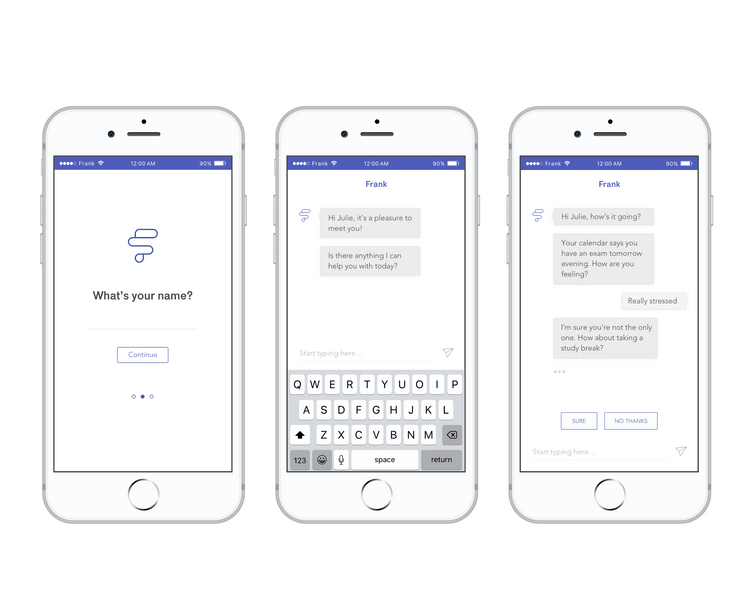 Frank
12:00 AM
90%
What's your name?
Continue
Frank
12:00 AM
90%
Frank
Hi Julie, it's a pleasure to
meet you!
Is there anything I can
help you with today?
Start typing here...
Q W E R T Y U O I P
A S D F G H J K L
Z X C V B N M
123 space return
Frank
12:00 AM
90%
Frank
Hi Julie, how's it going?
Your calendar says you
have an exam tomorrow
evening. How are you
feeling?
Really stressed
I'm sure you're not the only
one. How about taking a
study break?
SURE
NO THANKS
Start typing here...